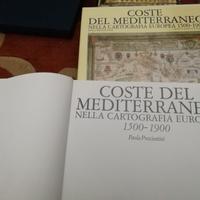 COSTE
DEL MEDITERRANEO
NELLA CARTOGRAFIA EUROPEA 1500-1900
COSTE DEL
MEDITERRANE
NELLA CARTOGRAFIA EURO
1500-1900
Paola Presciuttini